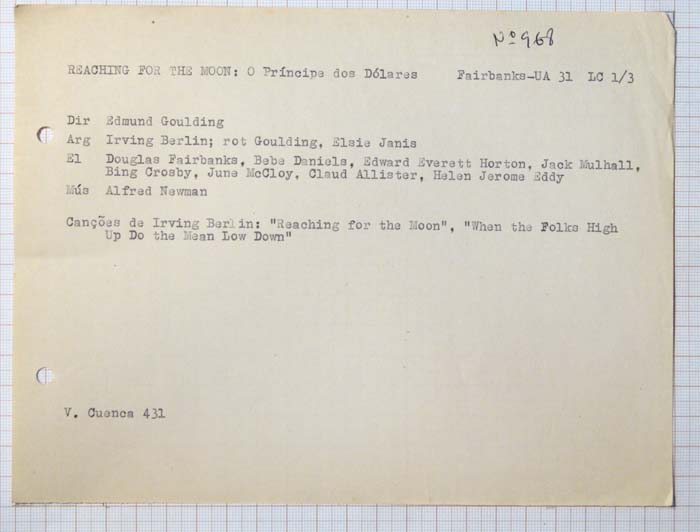 Nº 968
REACHING FOR THE MOON: O Príncipe dos Dólares Fairbanks-UA 31 LC 1/3
Dir Edmund Goulding
Arg Irving Berlin; rot Goulding, Elsie Janis
El Douglas Fairbanks, Bebe Daniels, Edward Everett Horton, Jack Mulhall,
Bing Crosby, June McCloy, Claud Allister, Helen Jerome Eddy
Mús Alfred Newman
Canções de Irving Berlin: "Reaching for the Moon", "When the Folks High
Up Do the Mean Low Down"
V. Cuenca 431